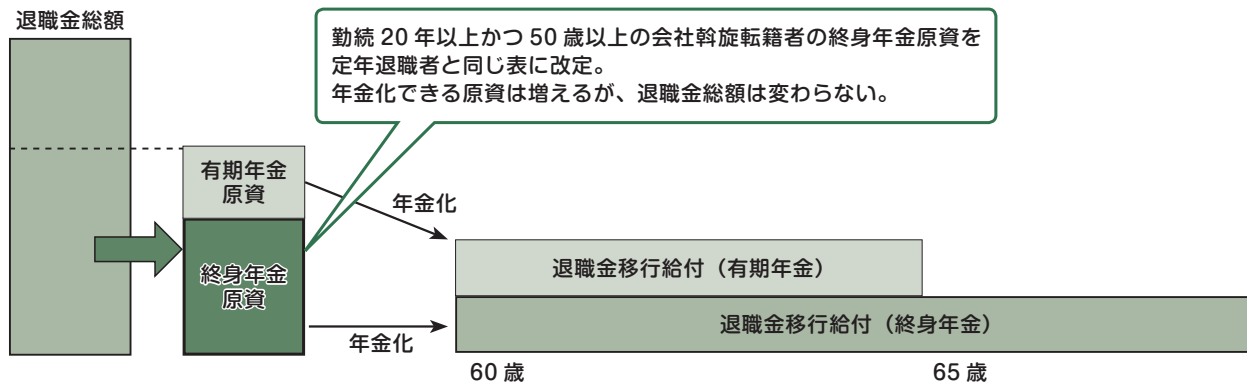 退職金総額
勤続 20 年以上かつ 50 歳以上の会社斡旋転籍者の終身年金原資を
定年退職者と同じ表に改定。
年金化できる原資は増えるが、退職金総額は変わらない。
有期年金
原資
年金化
終身年金
原資
退職金移行給付（有期年金）
退職金移行給付（終身年金）
年金化
60 歳
65 歳